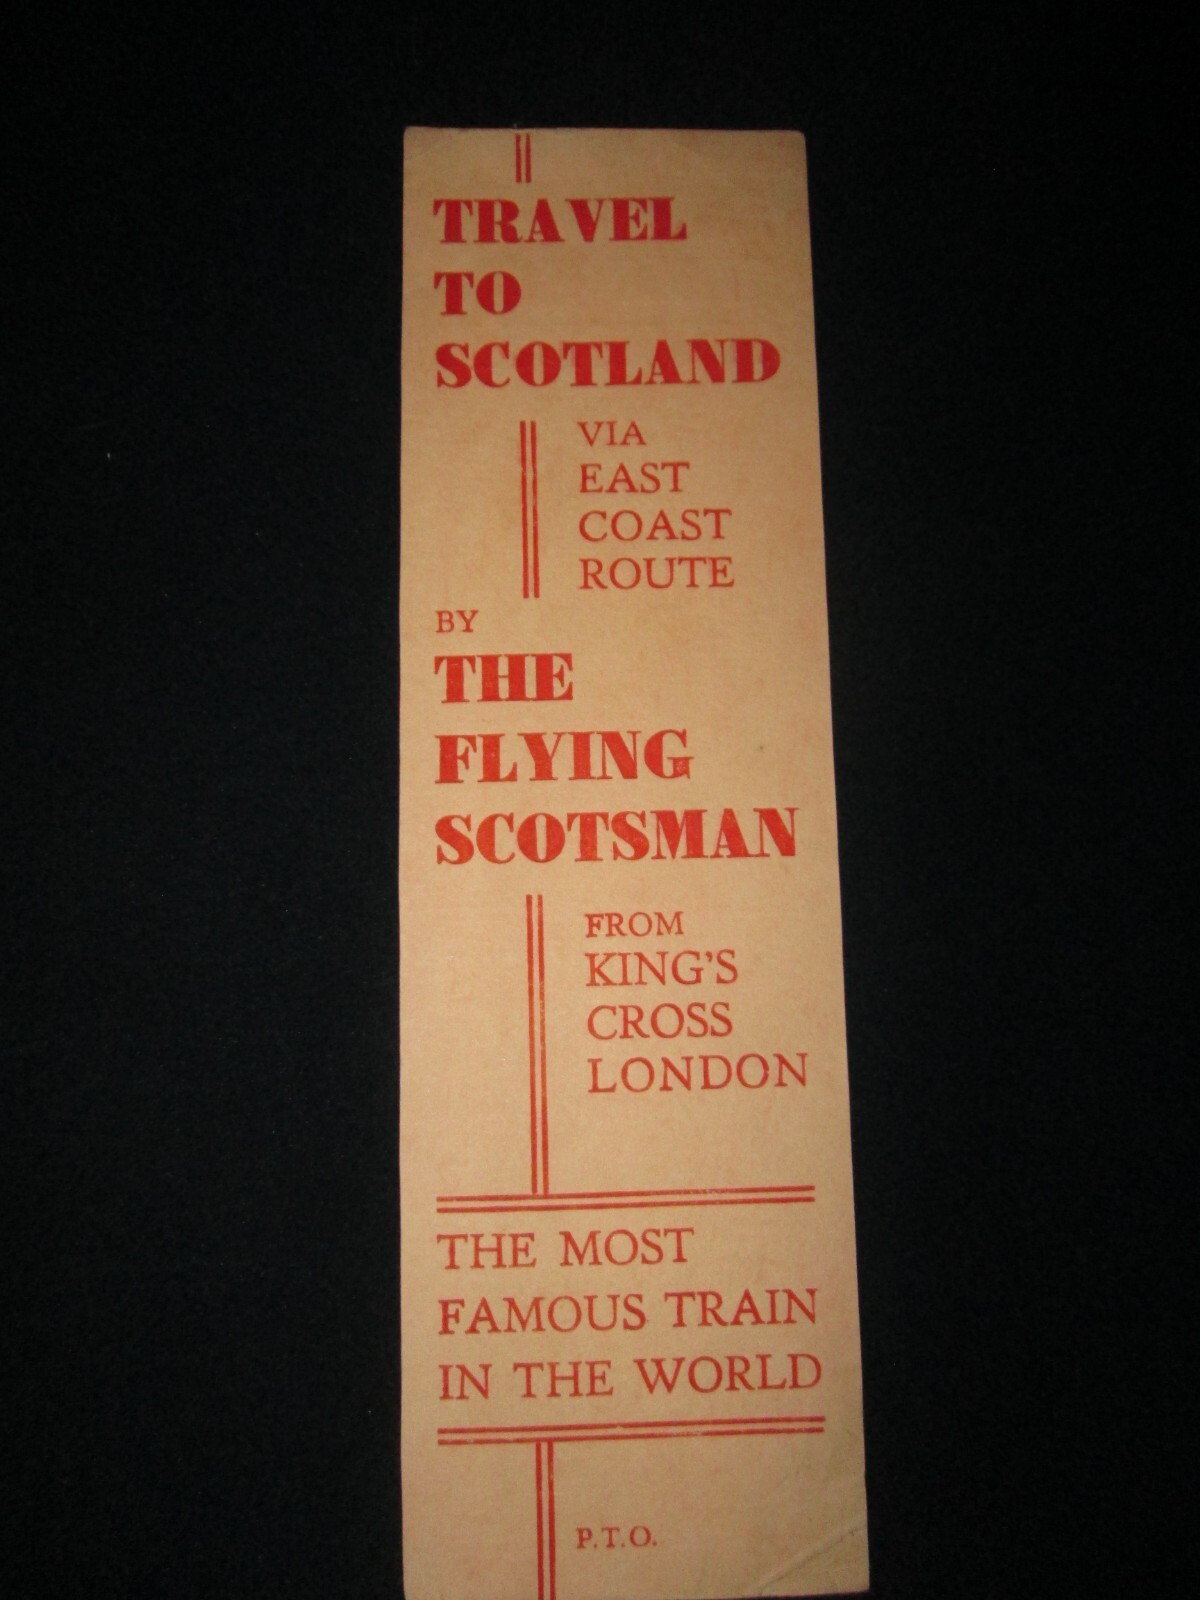 TRAVEL
TO
SCOTLAND
VIA
EAST
COAST
ROUTE
BY
THE
FLYING
SCOTSMAN
FROM
KING'S
CROSS
LONDON
THE MOST
FAMOUS TRAIN
IN THE WORLD
P.T.O.